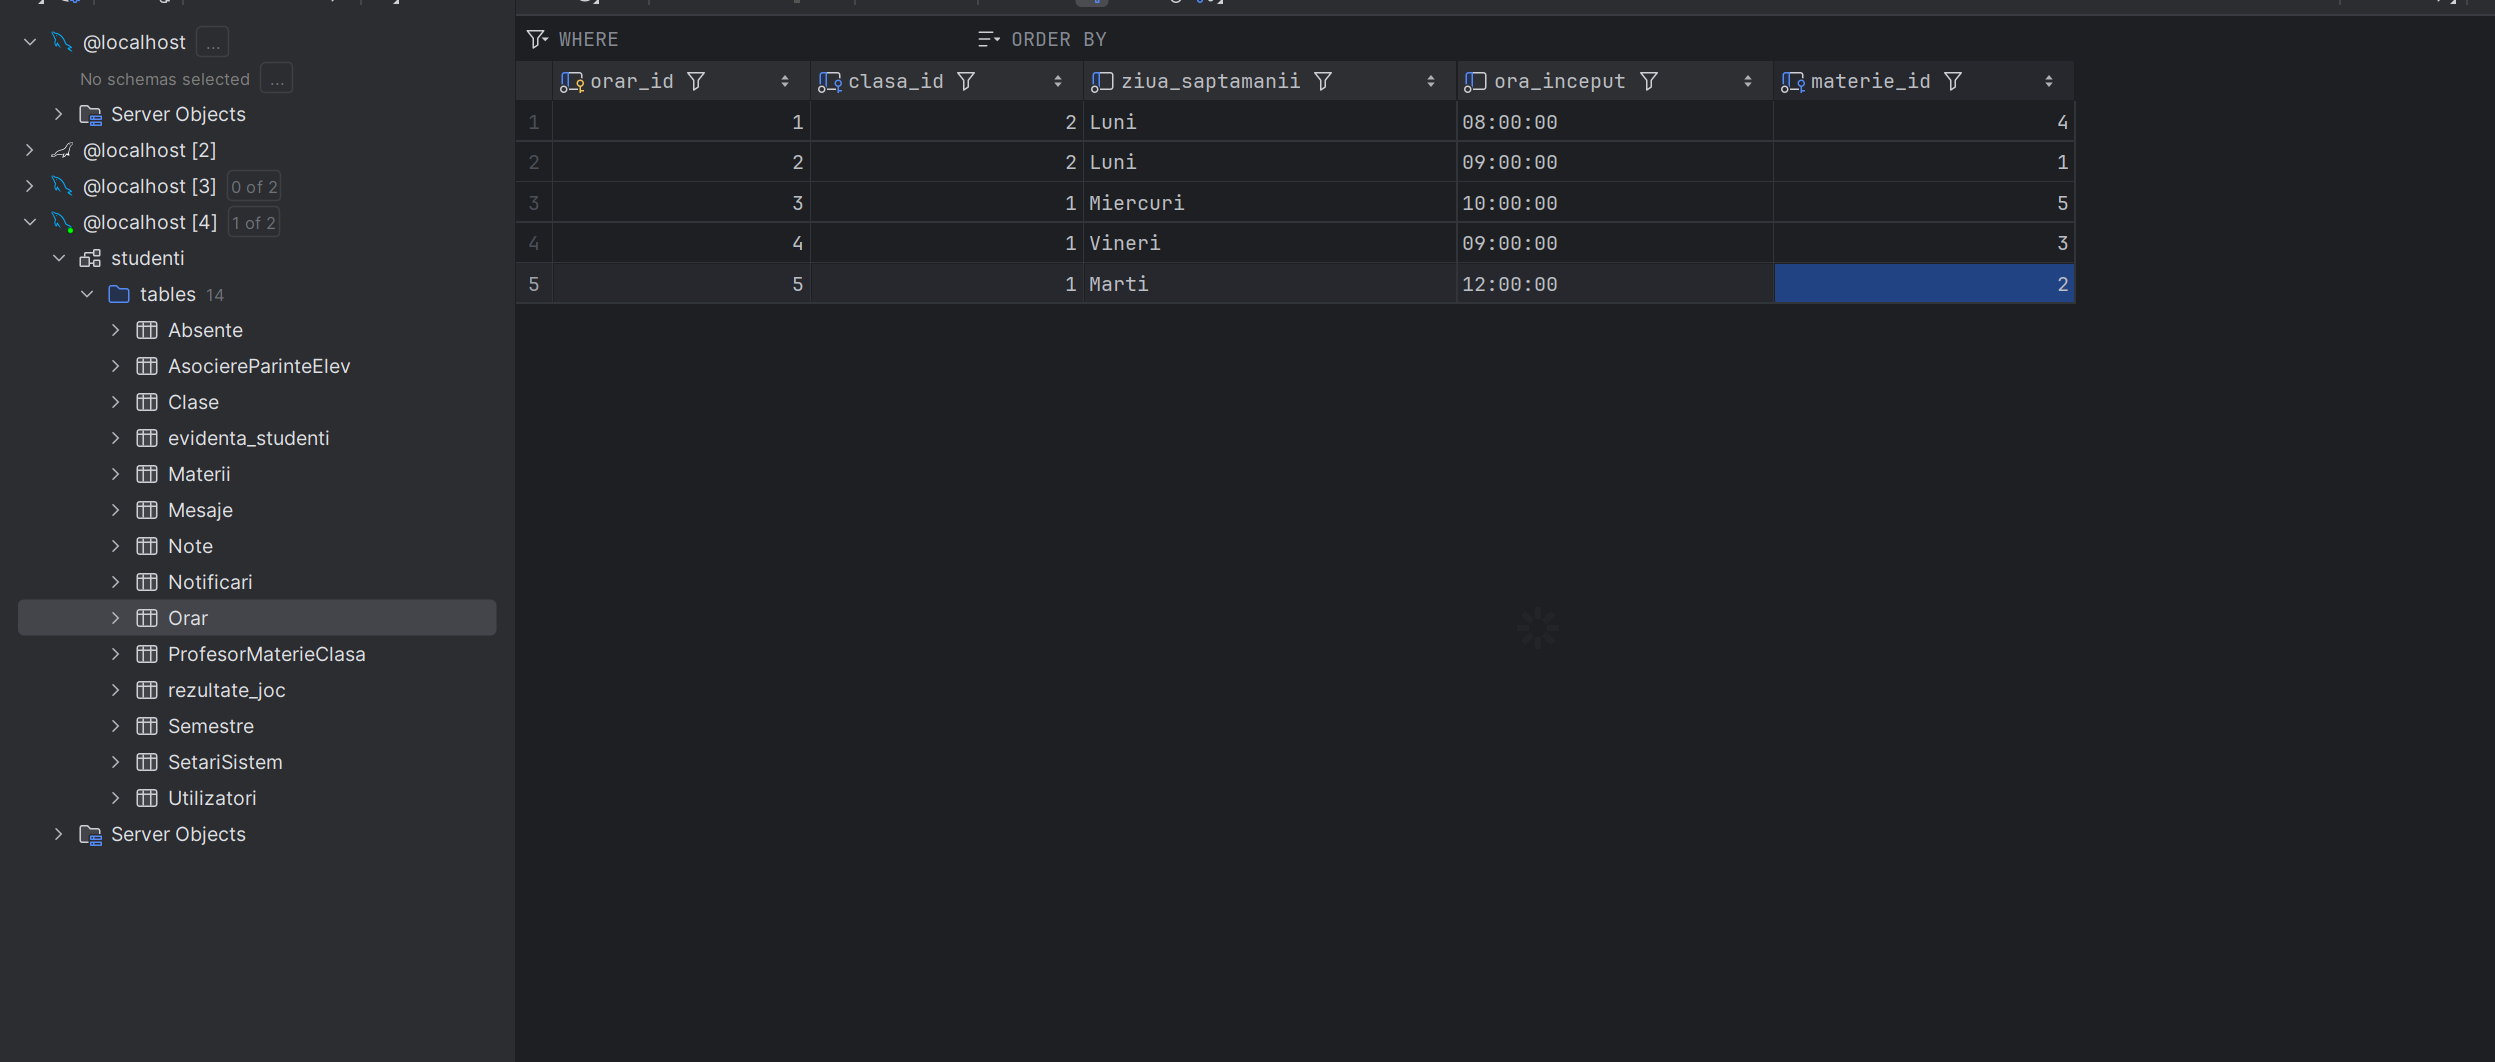 @localhost ...
No schemas selected ...
Server Objects
@localhost [2]
@localhost [3] 0 of 2
@localhost [4] 1 of 2
studenti
tables 14
Absente
AsociereParinteElev
Clase
evidenta_studenti
Materii
Mesaje
Note
Notificari
Orar
ProfesorMaterieClasa
rezultate_joc
Semestre
SetariSistem
Utilizatori
Server Objects
WHERE ORDER BY
orar_id clasa_id ziua_saptamanii ora_inceput materie_id
1 1 2 Luni 08:00:00 4
2 2 2 Luni 09:00:00 1
3 3 1 Miercuri 10:00:00 5
4 4 1 Vineri 09:00:00 3
5 5 1 Marti 12:00:00 2